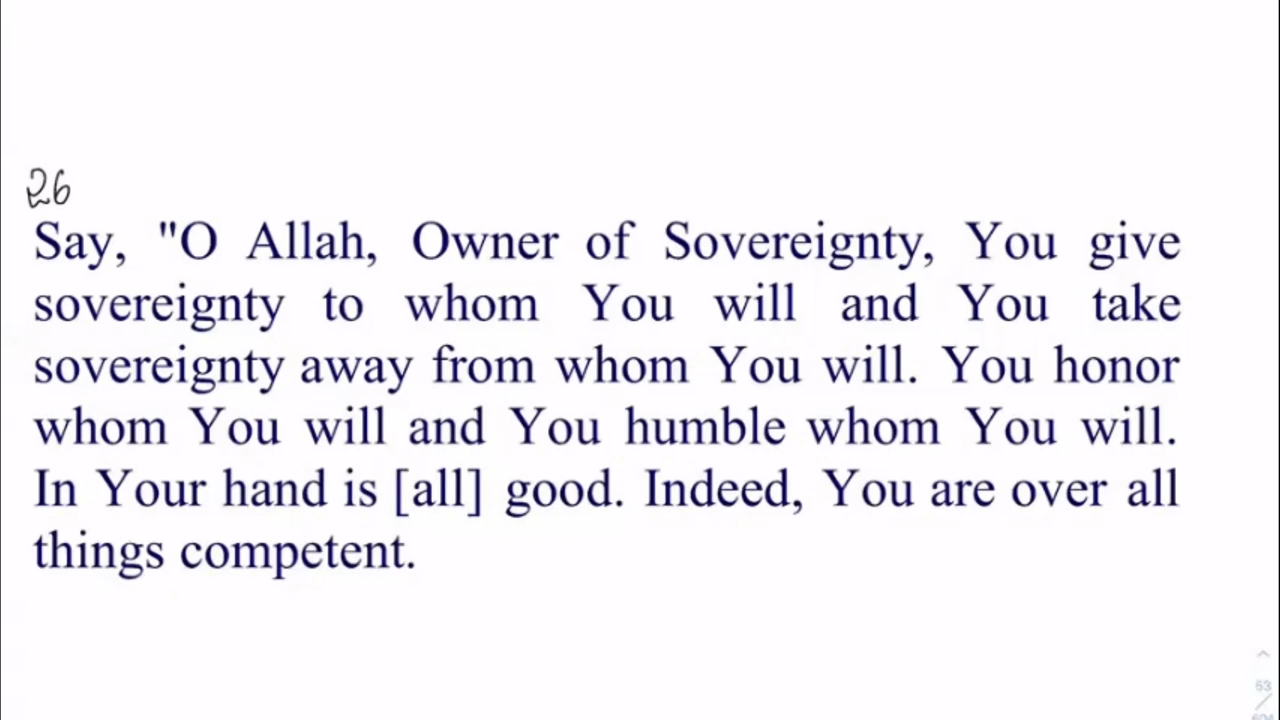 26
Say, "O Allah, Owner of Sovereignty, You give
sovereignty to whom You will and You take
sovereignty away from whom You will. You honor
whom You will and You humble whom You will.
In Your hand is [all] good. Indeed, You are over all
things competent.
53